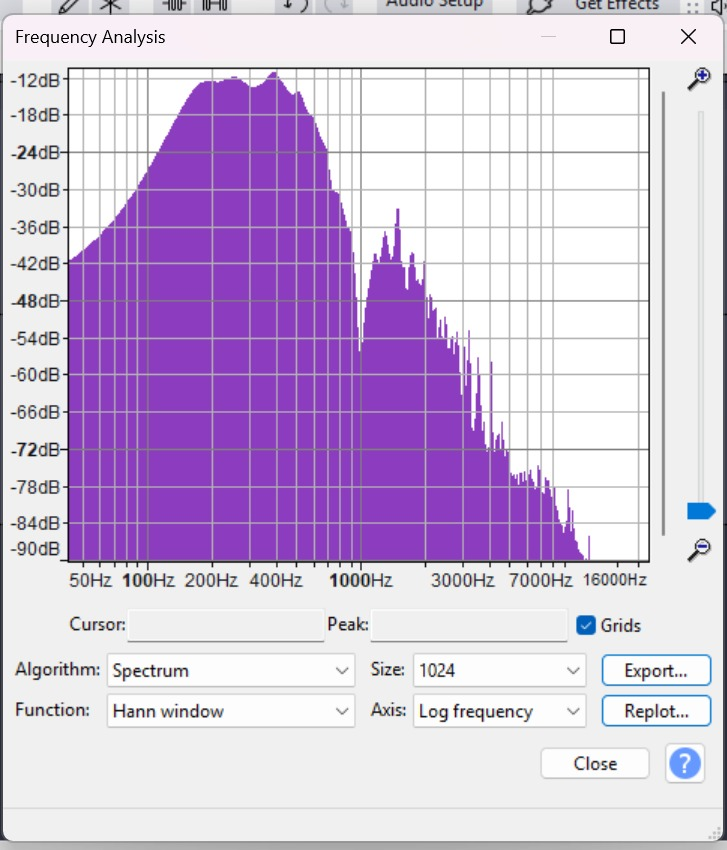 Audio Setup
Get Effects
Frequency Analysis
-12dB
-18dB
-24dB
-30dB
-36dB
-42dB
-48dB
-54dB
-60dB
-66dB
-72dB
-78dB
-84dB
-90dB
50Hz 100Hz 200Hz 400Hz 1000Hz 3000Hz 7000Hz 16000Hz
Cursor: Peak: Grids
Algorithm: Spectrum Size: 1024 Export...
Function: Hann window Axis: Log frequency Replot...
Close ?